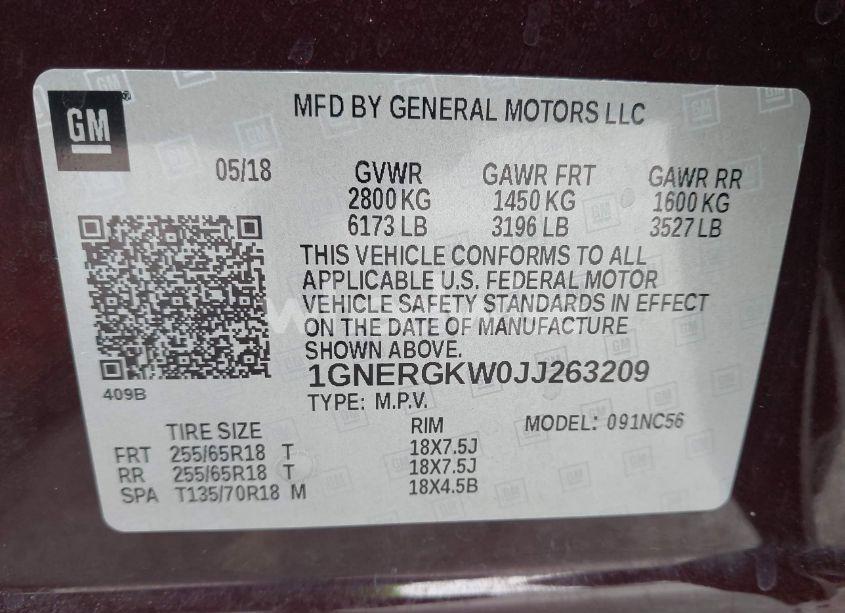 GM
MFD BY GENERAL MOTORS LLC
05/18 GVWR GAWR FRT GAWR RR
2800 KG 1450 KG 1600 KG
6173 LB 3196 LB 3527 LB
THIS VEHICLE CONFORMS TO ALL
APPLICABLE U.S. FEDERAL MOTOR
VEHICLE SAFETY STANDARDS IN EFFECT
ON THE DATE OF MANUFACTURE
SHOWN ABOVE.
1GNERGKW0JJ263209
409B
TYPE: M.P.V.
TIRE SIZE RIM MODEL: 091NC56
FRT 255/65R18 T 18X7.5J
RR 255/65R18 T 18X7.5J
SPA T135/70R18 M 18X4.5B